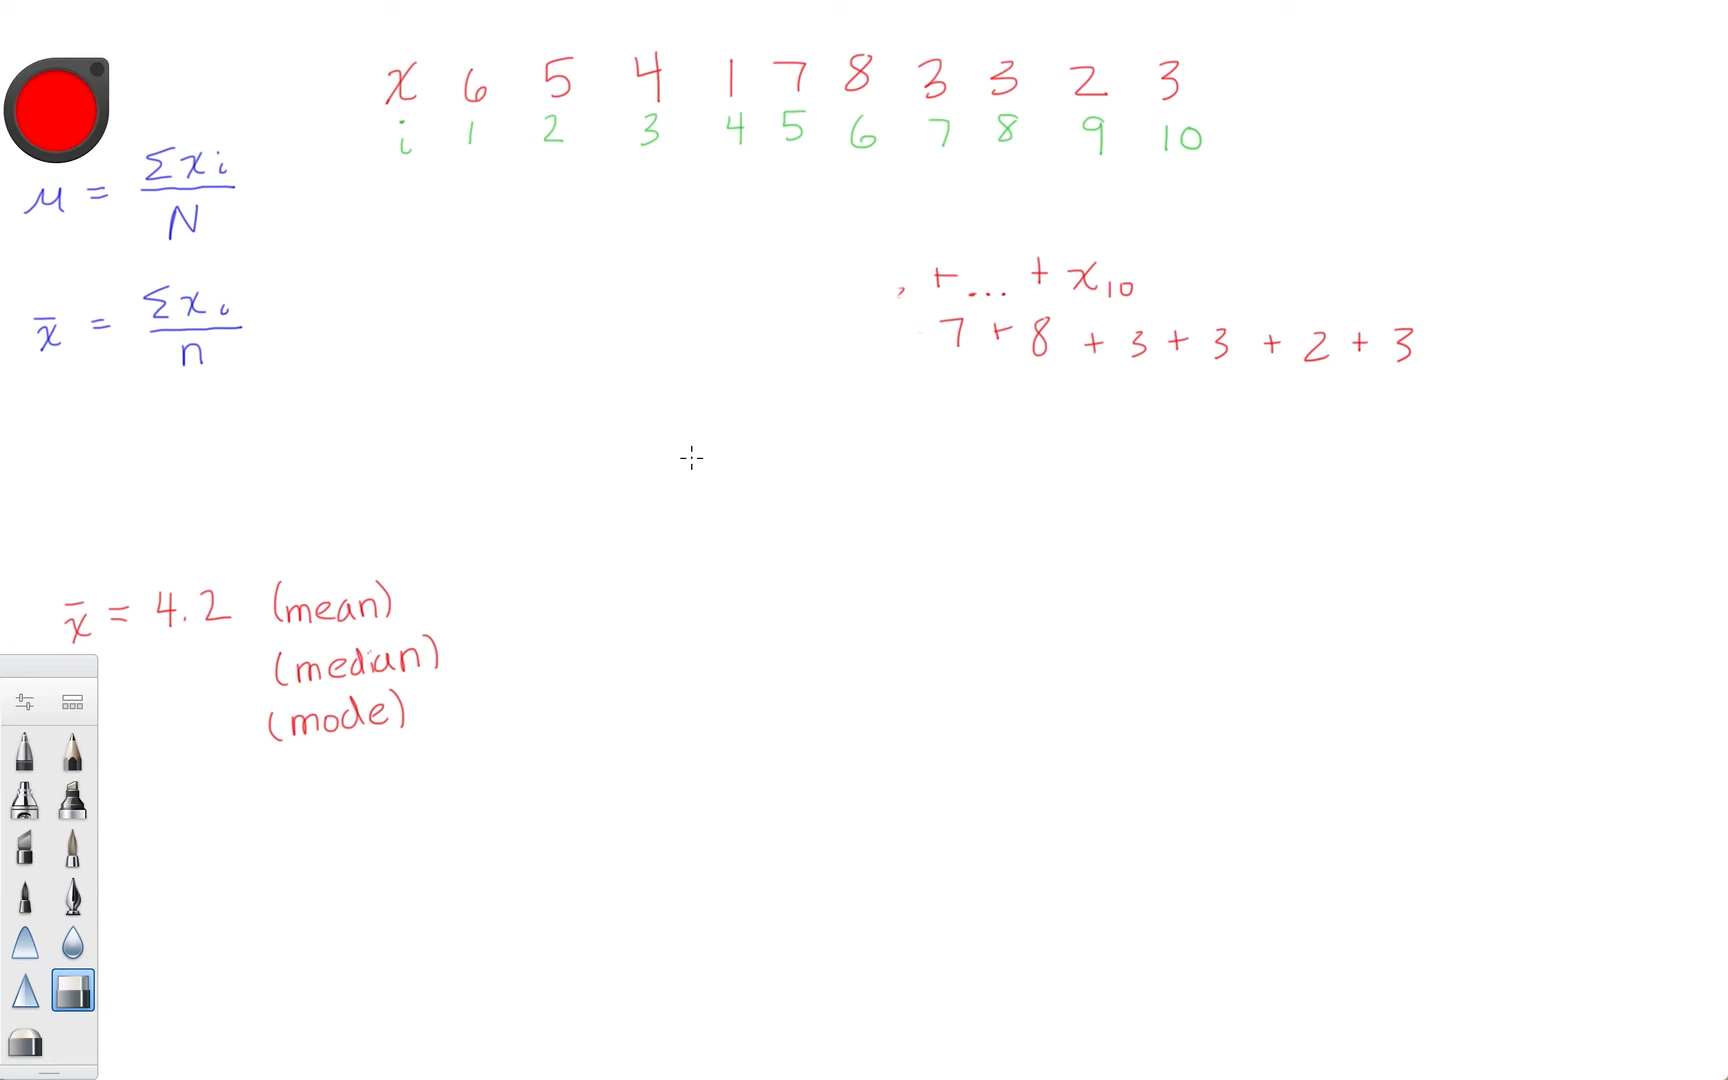 x 6 5 4 1 7 8 3 3 2 3
i 1 2 3 4 5 6 7 8 9 10
μ = Σxi
N
x̄ = Σxi
n
+ ... + x10
7 + 8 + 3 + 3 + 2 + 3
x̄ = 4.2 (mean)
(median)
(mode)